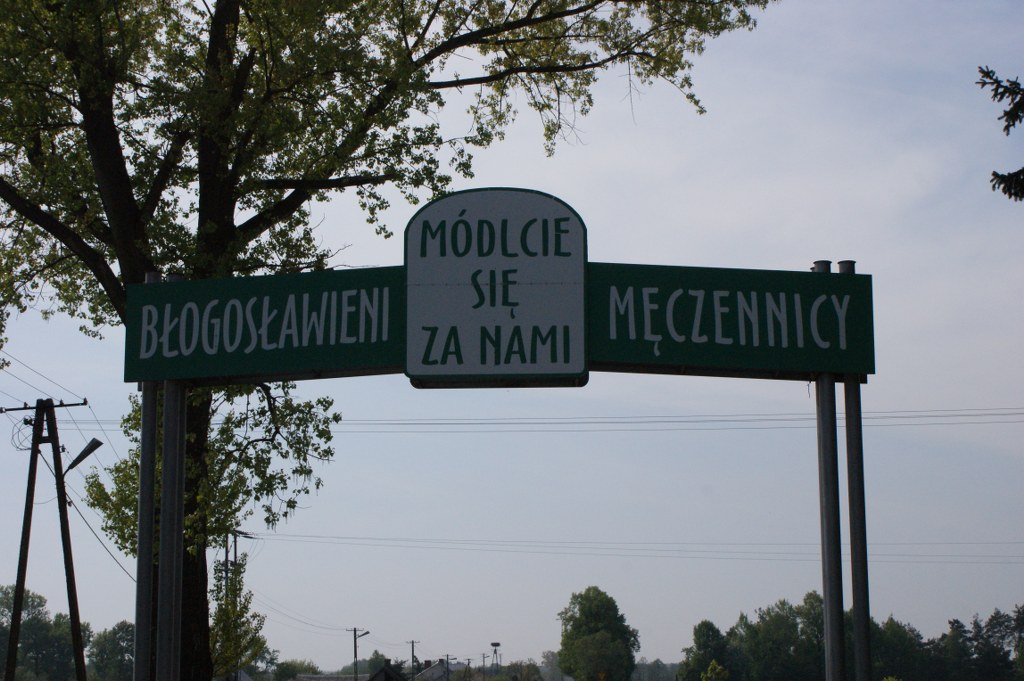 BŁOGOSŁAWIENI
MÓDLCIE
SIĘ
ZA NAMI
MĘCZENNICY